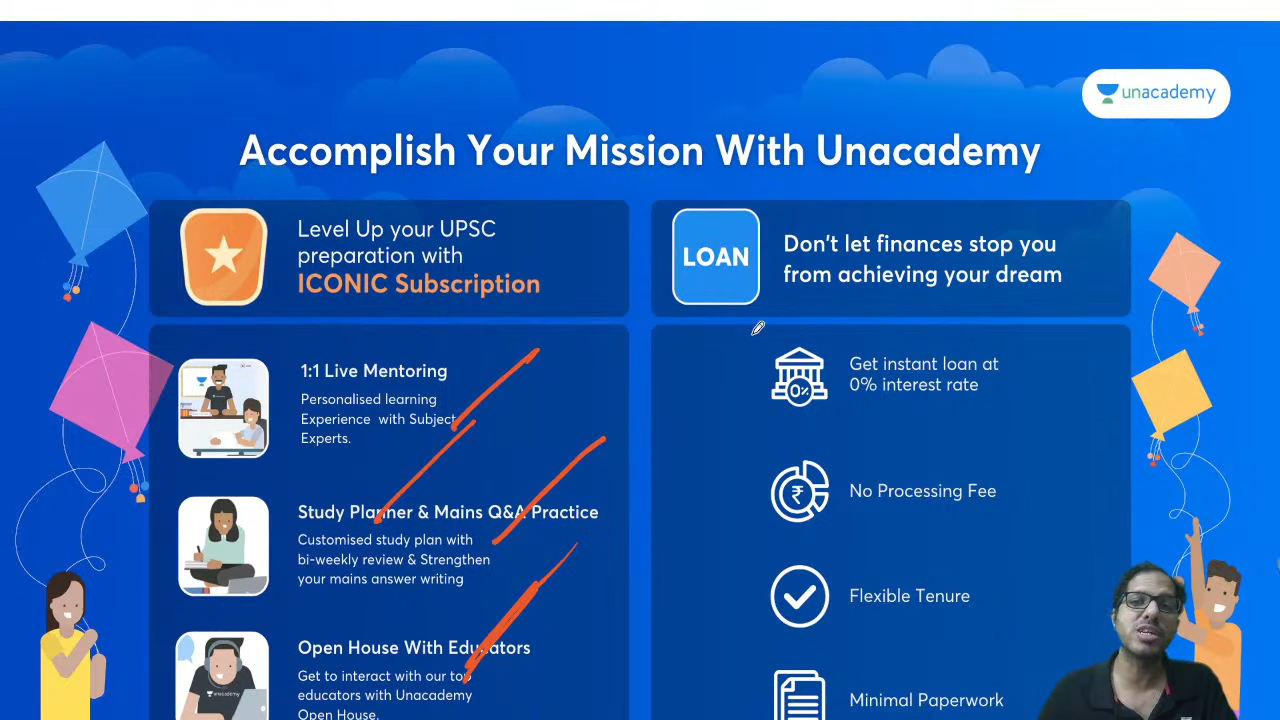 unacademy
Accomplish Your Mission With Unacademy
Level Up your UPSC
preparation with
ICONIC Subscription
LOAN
Don't let finances stop you
from achieving your dream
1:1 Live Mentoring
Personalised learning
Experience with Subject
Experts.
Study Planner & Mains Q&A Practice
Customised study plan with
bi-weekly review & Strengthen
your mains answer writing
Open House With Educators
Get to interact with our top
educators with Unacademy
Open House.
0%
Get instant loan at
0% interest rate
₹
No Processing Fee
Flexible Tenure
Minimal Paperwork